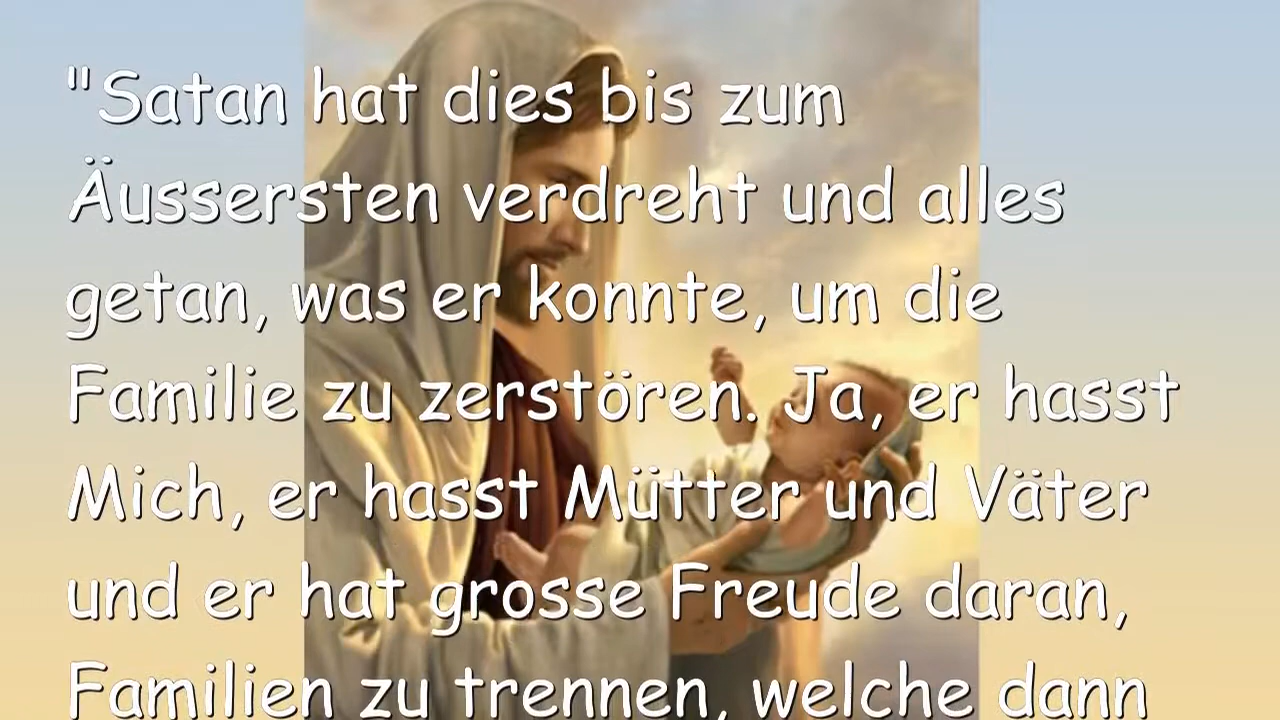 "Satan hat dies bis zum
Äussersten verdreht und alles
getan, was er konnte, um die
Familie zu zerstören. Ja, er hasst
Mich, er hasst Mütter und Väter
und er hat grosse Freude daran,
Familien zu trennen, welche dann